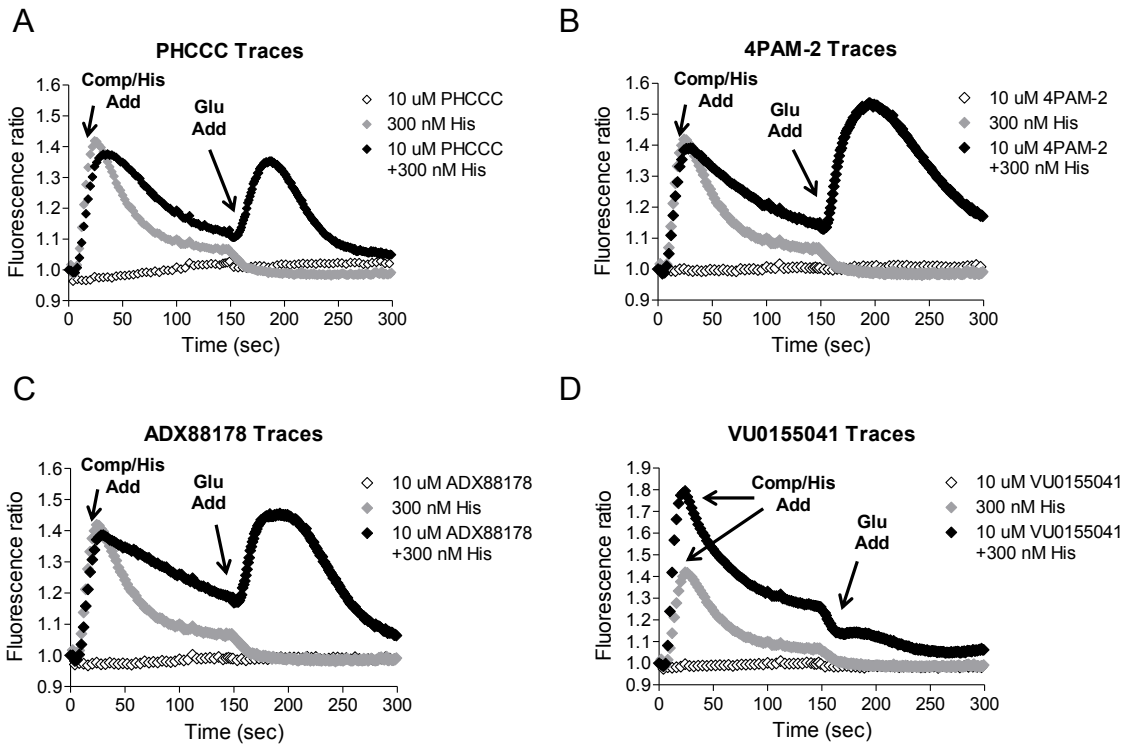 A
PHCCC Traces
Fluorescence ratio
1.6
1.5
1.4
1.3
1.2
1.1
1.0
0.9
Comp/His
Add
Glu
Add
10 uM PHCCC
300 nM His
10 uM PHCCC
+300 nM His
0 50 100 150 200 250 300
Time (sec)
B
4PAM-2 Traces
Fluorescence ratio
1.6
1.5
1.4
1.3
1.2
1.1
1.0
0.9
Comp/His
Add
Glu
Add
10 uM 4PAM-2
300 nM His
10 uM 4PAM-2
+300 nM His
0 50 100 150 200 250 300
Time (sec)
C
ADX88178 Traces
Fluorescence ratio
1.6
1.5
1.4
1.3
1.2
1.1
1.0
0.9
Comp/His
Add
Glu
Add
10 uM ADX88178
300 nM His
10 uM ADX88178
+300 nM His
0 50 100 150 200 250 300
Time (sec)
D
VU0155041 Traces
Fluorescence ratio
1.9
1.8
1.7
1.6
1.5
1.4
1.3
1.2
1.1
1.0
0.9
Comp/His
Add
Glu
Add
10 uM VU0155041
300 nM His
10 uM VU0155041
+300 nM His
0 50 100 150 200 250 300
Time (sec)